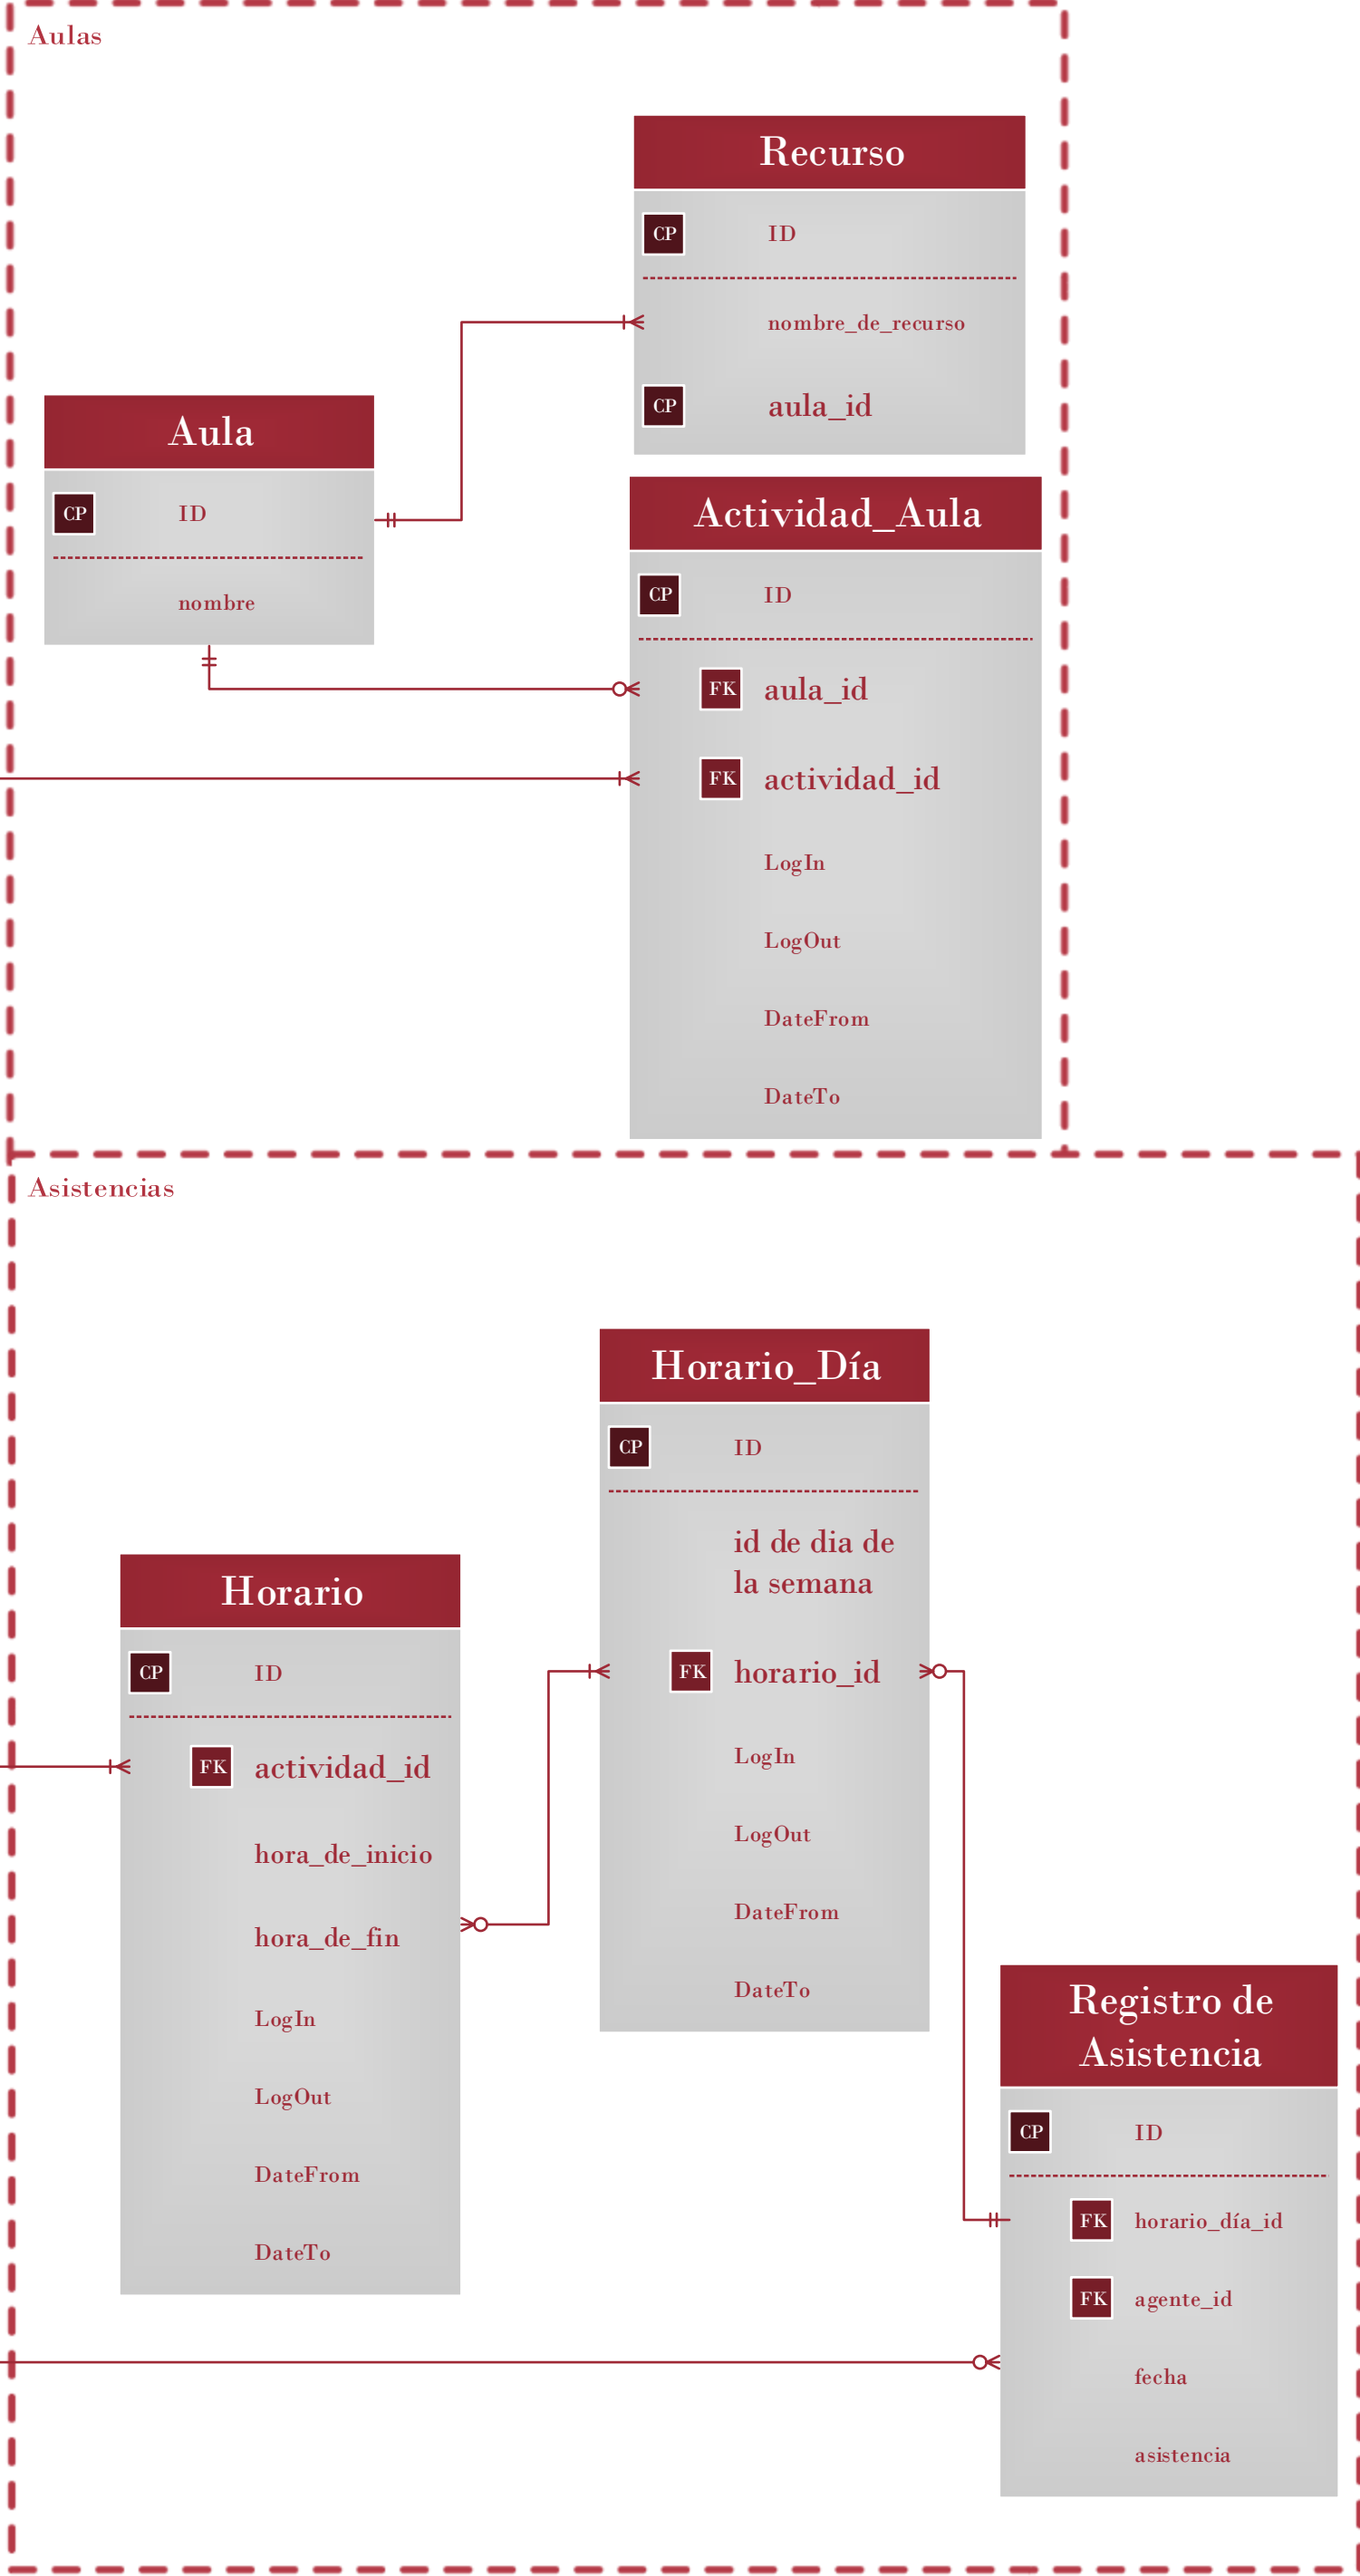 Aulas
Recurso
CP ID
nombre_de_recurso
CP aula_id
Aula
CP ID
nombre
Actividad_Aula
CP ID
FK aula_id
FK actividad_id
LogIn
LogOut
DateFrom
DateTo
Asistencias
Horario_Día
CP ID
id de dia de
la semana
FK horario_id
LogIn
LogOut
DateFrom
DateTo
Horario
CP ID
FK actividad_id
hora_de_inicio
hora_de_fin
LogIn
LogOut
DateFrom
DateTo
Registro de
Asistencia
CP ID
FK horario_día_id
FK agente_id
fecha
asistencia